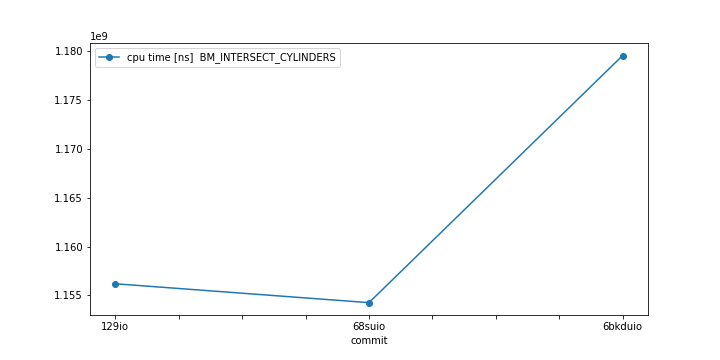 1e9
cpu time [ns]  BM_INTERSECT_CYLINDERS
1.180
1.175
1.170
1.165
1.160
1.155
129io
68suio
6bkduio
commit